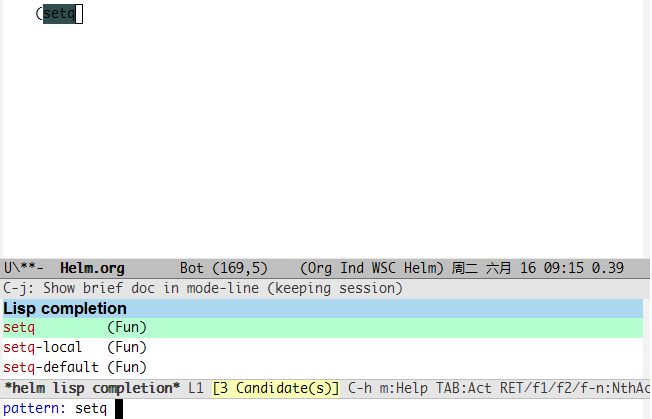 (setq
U\**-  Helm.org       Bot (169,5)    (Org Ind WSC Helm) 周二 六月 16 09:15 0.39
C-j: Show brief doc in mode-line (keeping session)
Lisp completion
setq         (Fun)
setq-local   (Fun)
setq-default (Fun)
*helm lisp completion* L1 [3 Candidate(s)] C-h m:Help TAB:Act RET/f1/f2/f-n:NthAc
pattern: setq